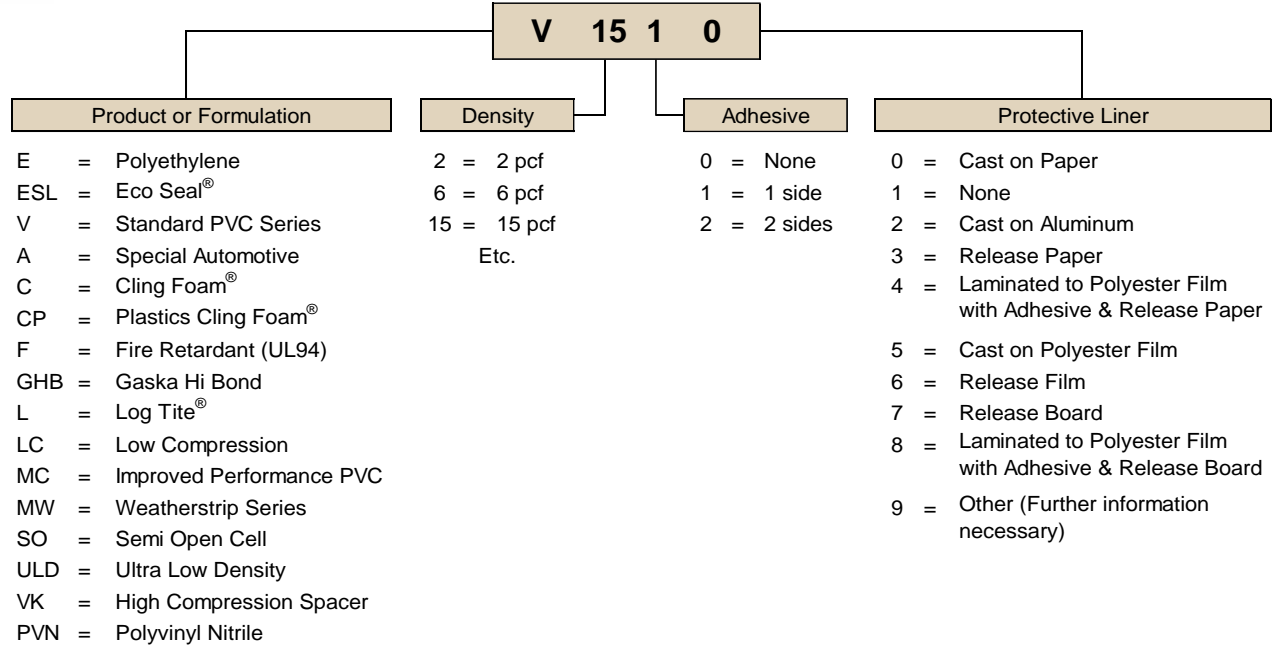 V 15 1 0
Product or Formulation
E = Polyethylene
ESL = Eco Seal®
V = Standard PVC Series
A = Special Automotive
C = Cling Foam®
CP = Plastics Cling Foam®
F = Fire Retardant (UL94)
GHB = Gaska Hi Bond
L = Log Tite®
LC = Low Compression
MC = Improved Performance PVC
MW = Weatherstrip Series
SO = Semi Open Cell
ULD = Ultra Low Density
VK = High Compression Spacer
PVN = Polyvinyl Nitrile
Density
2 = 2 pcf
6 = 6 pcf
15 = 15 pcf
Etc.
Adhesive
0 = None
1 = 1 side
2 = 2 sides
Protective Liner
0 = Cast on Paper
1 = None
2 = Cast on Aluminum
3 = Release Paper
4 = Laminated to Polyester Film
with Adhesive & Release Paper
5 = Cast on Polyester Film
6 = Release Film
7 = Release Board
8 = Laminated to Polyester Film
with Adhesive & Release Board
9 = Other (Further information
necessary)